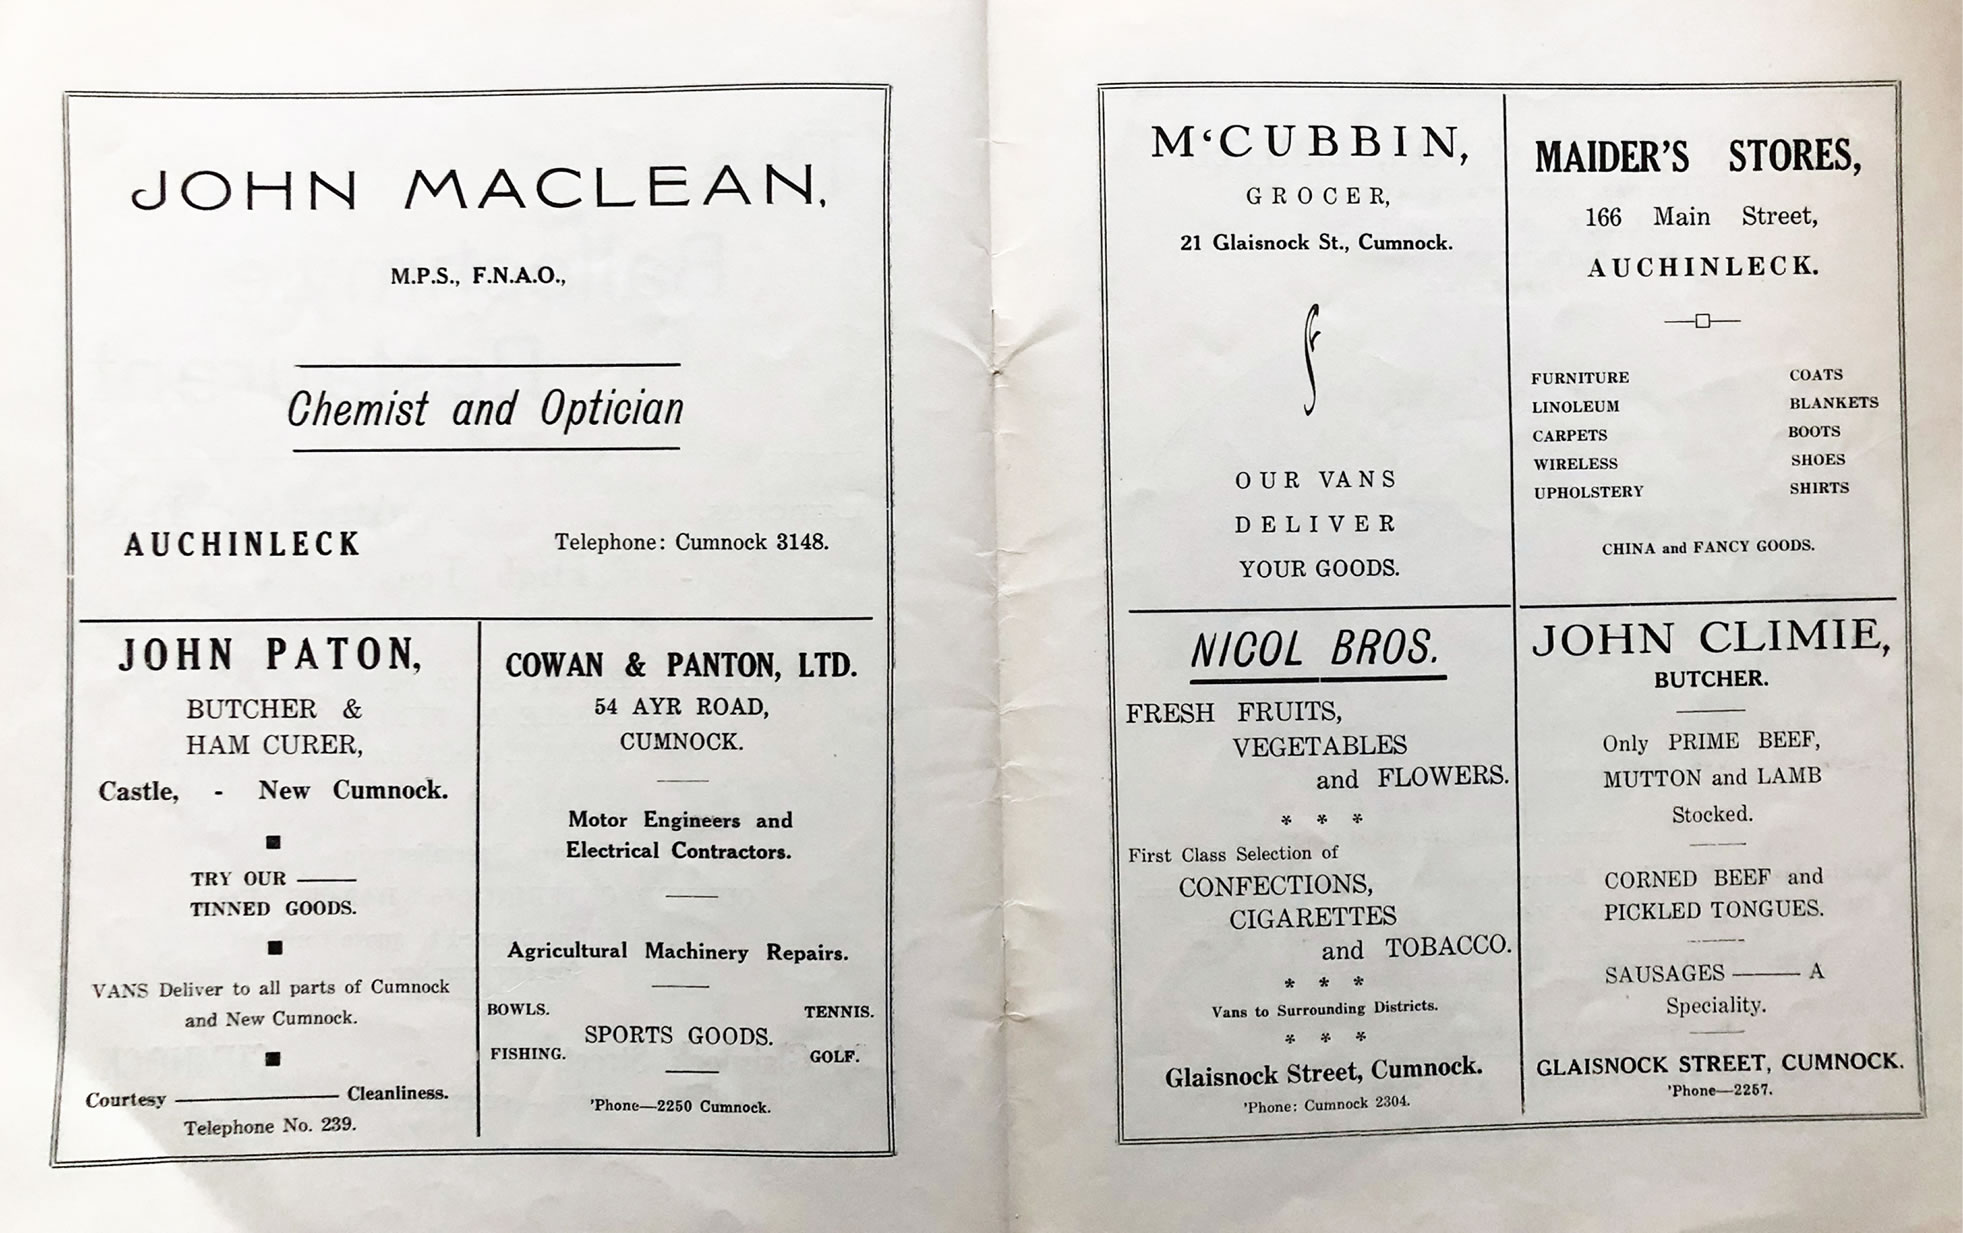 JOHN MACLEAN,
M.P.S., F.N.A.O.,
Chemist and Optician
AUCHINLECK Telephone: Cumnock 3148.
JOHN PATON,
BUTCHER &
HAM CURER,
Castle, - New Cumnock.
TRY OUR ——
TINNED GOODS.
VANS Deliver to all parts of Cumnock
and New Cumnock.
Courtesy ———— Cleanliness.
Telephone No. 239.
COWAN & PANTON, LTD.
54 AYR ROAD,
CUMNOCK.
Motor Engineers and
Electrical Contractors.
Agricultural Machinery Repairs.
BOWLS. TENNIS.
SPORTS GOODS.
FISHING. GOLF.
'Phone—2250 Cumnock.
M‘CUBBIN,
GROCER,
21 Glaisnock St., Cumnock.
OUR VANS
DELIVER
YOUR GOODS.
MAIDER'S STORES,
166 Main Street,
AUCHINLECK.
FURNITURE COATS
LINOLEUM BLANKETS
CARPETS BOOTS
WIRELESS SHOES
UPHOLSTERY SHIRTS
CHINA and FANCY GOODS.
NICOL BROS.
FRESH FRUITS,
VEGETABLES
and FLOWERS.
* * *
First Class Selection of
CONFECTIONS,
CIGARETTES
and TOBACCO.
* * *
Vans to Surrounding Districts.
* * *
Glaisnock Street, Cumnock.
'Phone: Cumnock 2304.
JOHN CLIMIE,
BUTCHER.
Only PRIME BEEF,
MUTTON and LAMB
Stocked.
CORNED BEEF and
PICKLED TONGUES.
SAUSAGES —— A
Speciality.
GLAISNOCK STREET, CUMNOCK.
'Phone—2257.